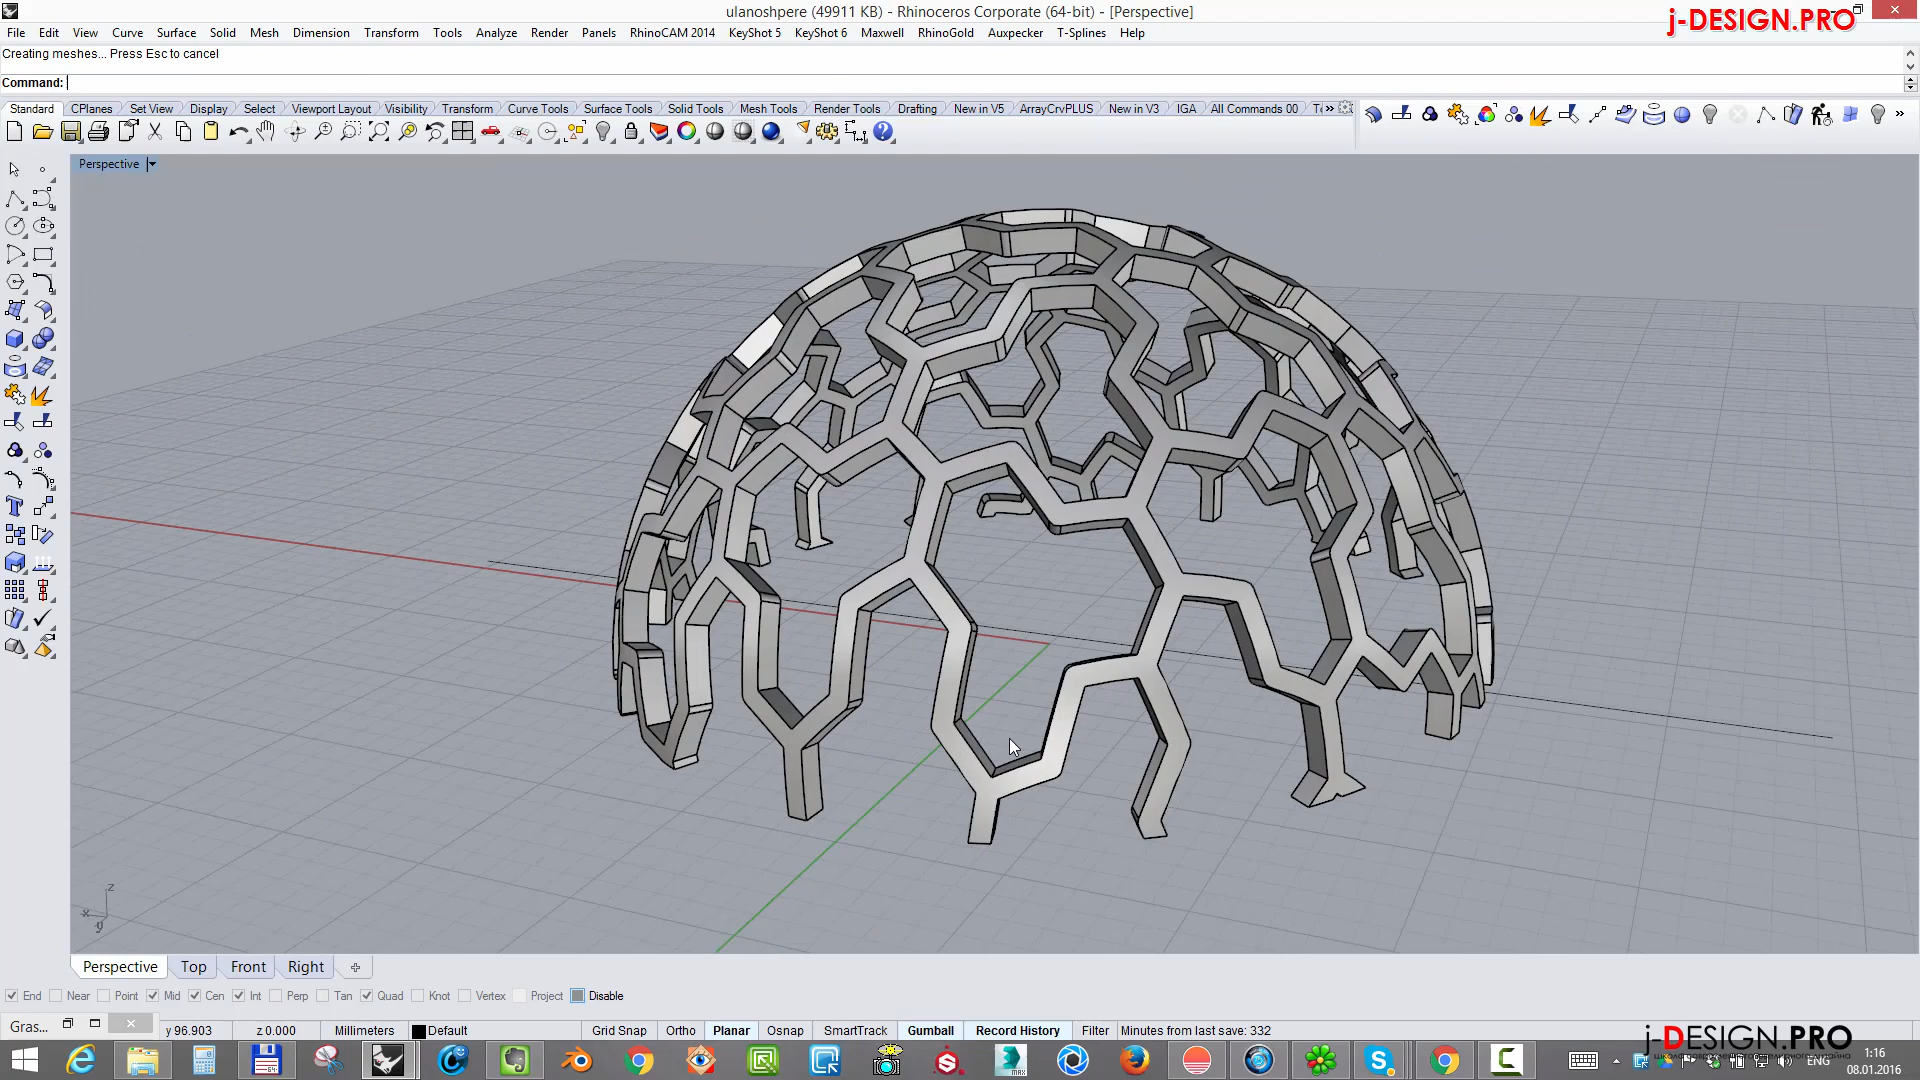 ulanoshpere (49911 KB) - Rhinoceros Corporate (64-bit) - [Perspective]
j-DESIGN.PRO
File Edit View Curve Surface Solid Mesh Dimension Transform Tools Analyze Render Panels RhinoCAM 2014 KeyShot 5 KeyShot 6 Maxwell RhinoGold Auxpecker T-Splines Help
Creating meshes... Press Esc to cancel
Command:
Standard CPlanes Set View Display Select Viewport Layout Visibility Transform Curve Tools Surface Tools Solid Tools Mesh Tools Render Tools Drafting New in V5 ArrayCrvPLUS New in V3 IGA All Commands 00
Perspective
z
x
y
Perspective Top Front Right
End Near Point Mid Cen Int Perp Tan Quad Knot Vertex Project Disable
Gras... y 96.903 z 0.000 Millimeters Default Grid Snap Ortho Planar Osnap SmartTrack Gumball Record History Filter Minutes from last save: 332
j-DESIGN.PRO
ENG
1:16
08.01.2016